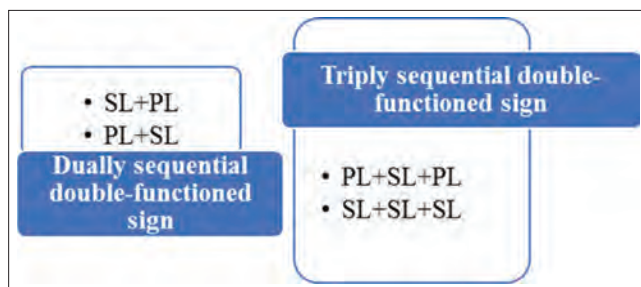 • SL+PL
• PL+SL
Dually sequential
double-functioned
sign
Triply sequential double-
functioned sign
• PL+SL+PL
• SL+SL+SL